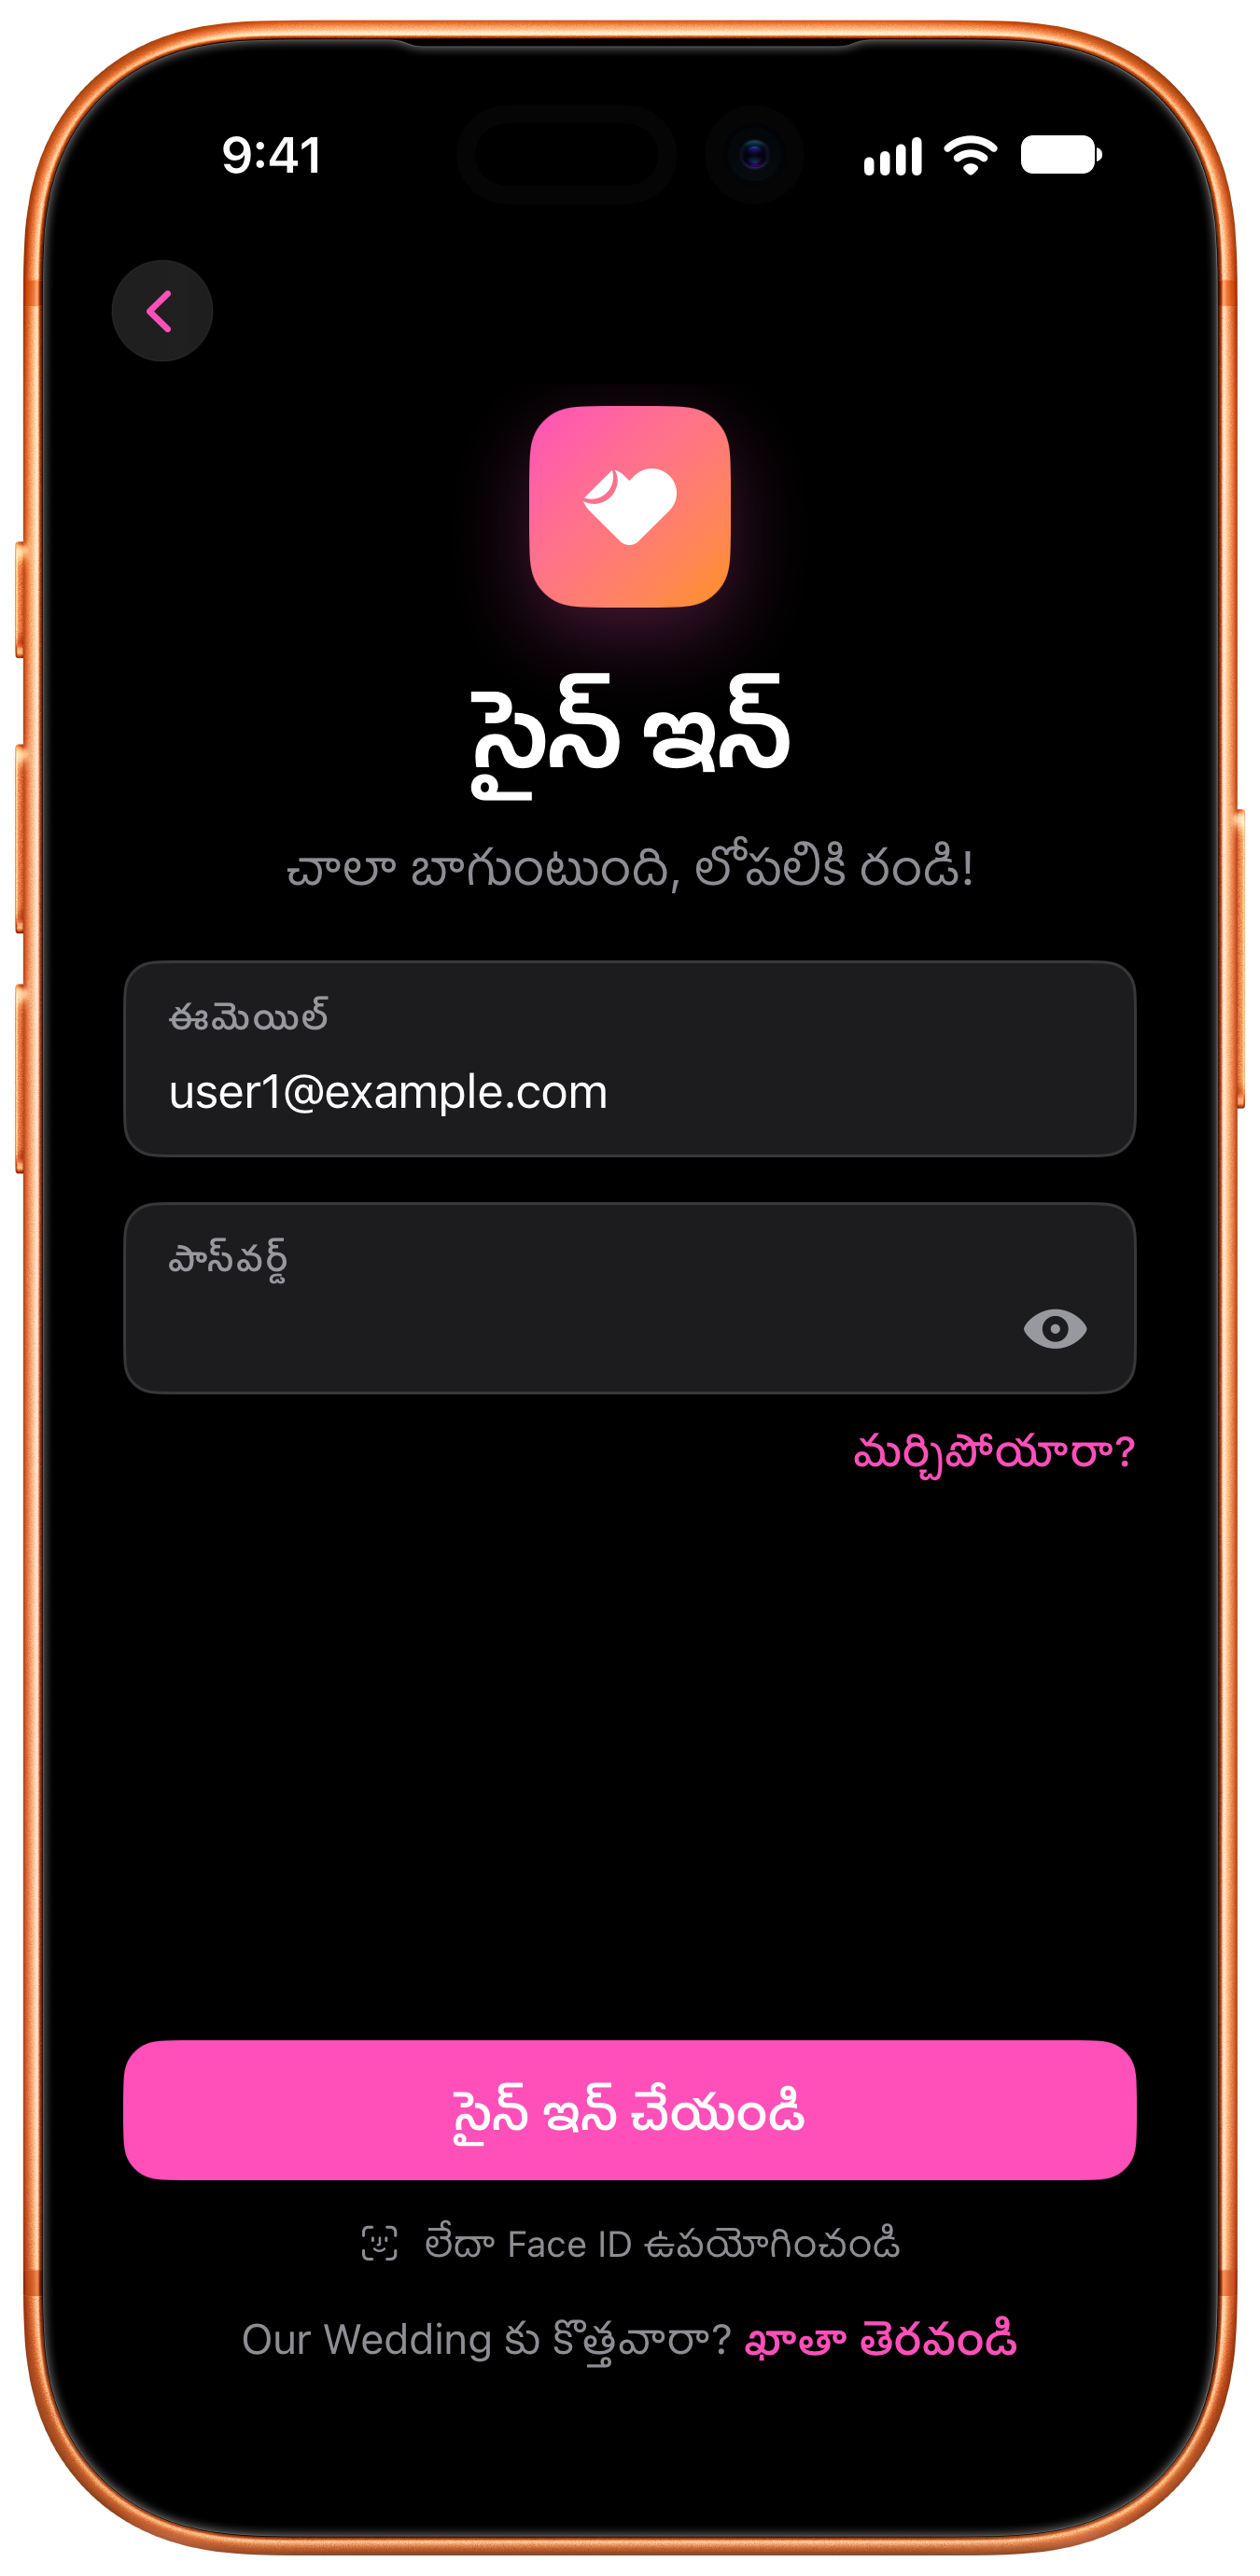 9:41
సైన్ ఇన్
చాలా బాగుంటుంది, లోపలికి రండి!
ఈమెయిల్
user1@example.com
పాస్‌వర్డ్
మర్చిపోయారా?
సైన్ ఇన్ చేయండి
లేదా Face ID ఉపయోగించండి
Our Wedding కు కొత్తవారా? ఖాతా తెరవండి